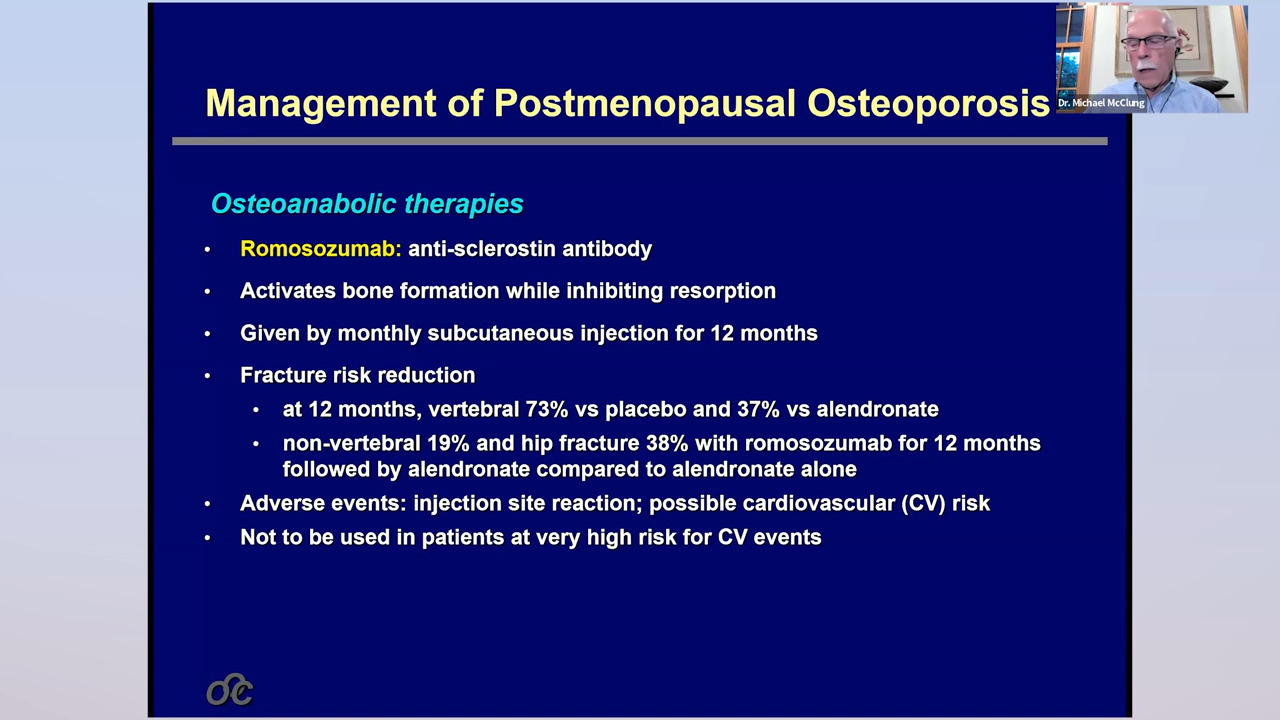 Dr. Michael McClung
Management of Postmenopausal Osteoporosis
Osteoanabolic therapies
• Romosozumab: anti-sclerostin antibody
• Activates bone formation while inhibiting resorption
• Given by monthly subcutaneous injection for 12 months
• Fracture risk reduction
• at 12 months, vertebral 73% vs placebo and 37% vs alendronate
• non-vertebral 19% and hip fracture 38% with romosozumab for 12 months
followed by alendronate compared to alendronate alone
• Adverse events: injection site reaction; possible cardiovascular (CV) risk
• Not to be used in patients at very high risk for CV events
OC